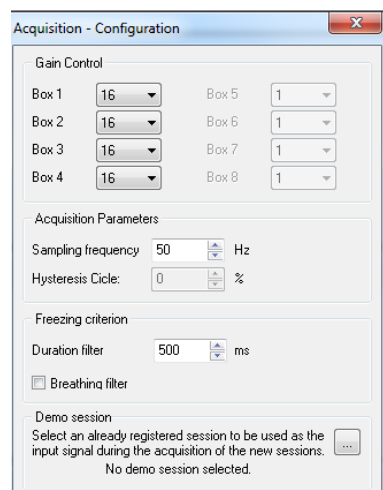 Acquisition - Configuration
x
Gain Control
Box 1 16 Box 5 1
Box 2 16 Box 6 1
Box 3 16 Box 7 1
Box 4 16 Box 8 1
Acquisition Parameters
Sampling frequency 50 Hz
Hysteresis Cicle: 0 %
Freezing criterion
Duration filter 500 ms
Breathing filter
Demo session
Select an already registered session to be used as the
input signal during the acquisition of the new sessions. ...
No demo session selected.